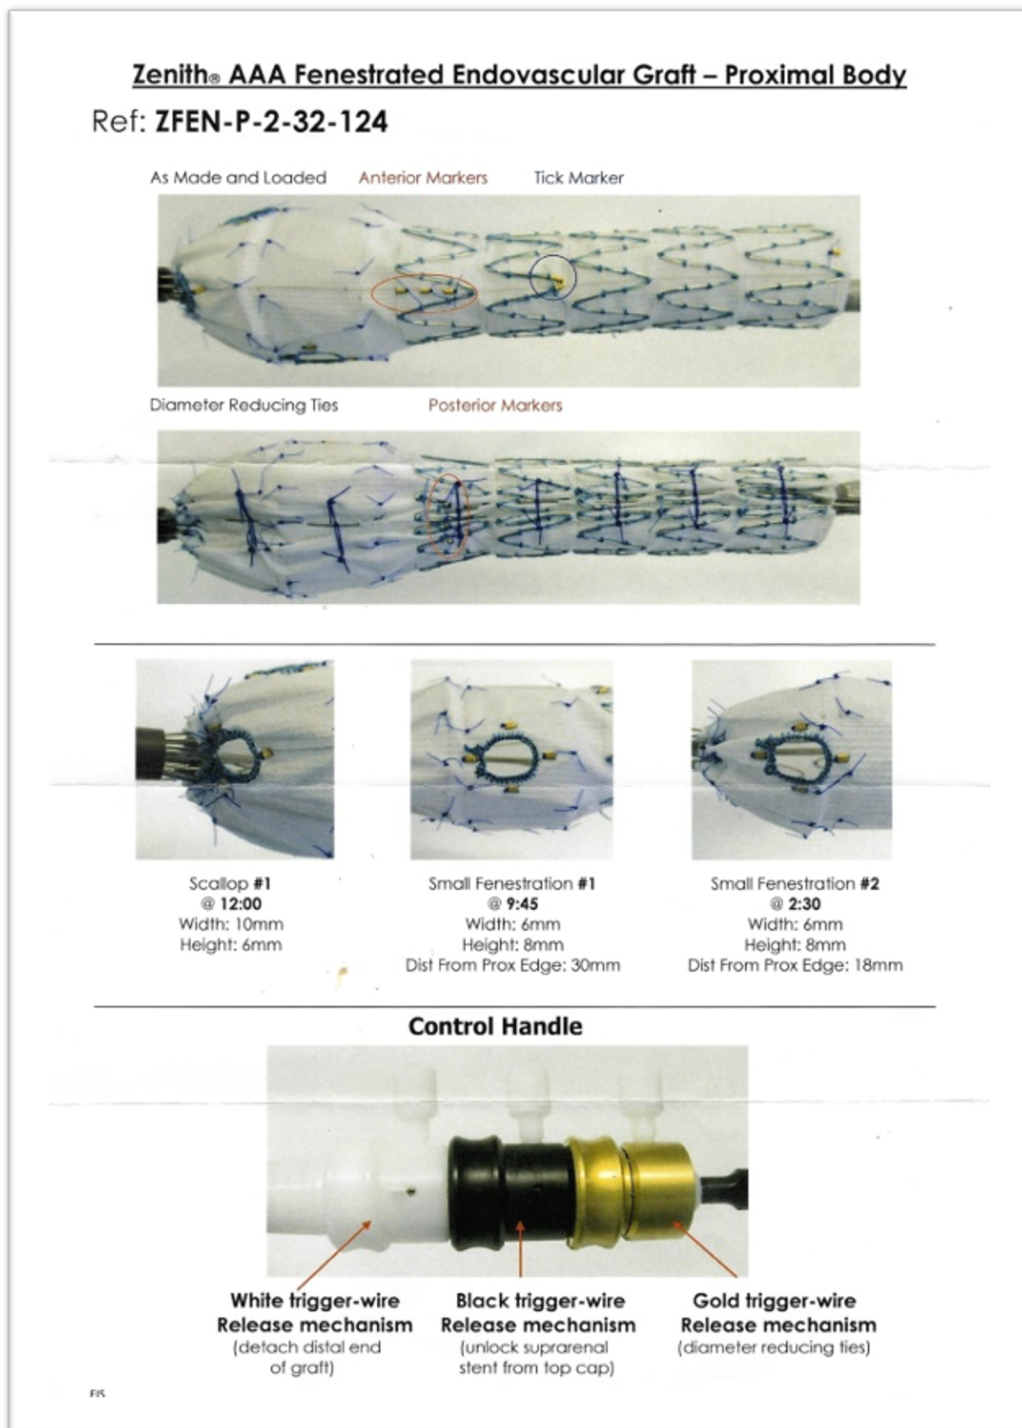 Zenith® AAA Fenestrated Endovascular Graft – Proximal Body
Ref: ZFEN-P-2-32-124
As Made and Loaded Anterior Markers Tick Marker
Diameter Reducing Ties Posterior Markers
Scallop #1
@ 12:00
Width: 10mm
Height: 6mm
Small Fenestration #1
@ 9:45
Width: 6mm
Height: 8mm
Dist From Prox Edge: 30mm
Small Fenestration #2
@ 2:30
Width: 6mm
Height: 8mm
Dist From Prox Edge: 18mm
Control Handle
White trigger-wire
Release mechanism
(detach distal end
of graft)
Black trigger-wire
Release mechanism
(unlock suprarenal
stent from top cap)
Gold trigger-wire
Release mechanism
(diameter reducing ties)